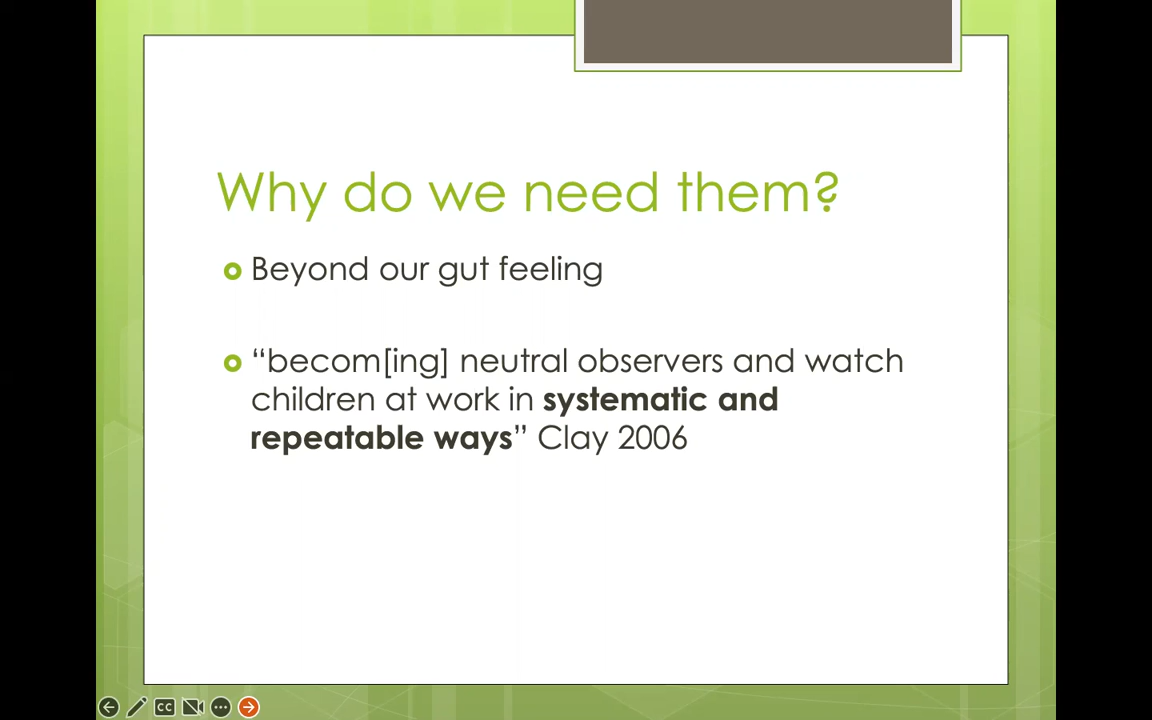 Why do we need them?
Beyond our gut feeling
“becom[ing] neutral observers and watch
children at work in systematic and
repeatable ways” Clay 2006
CC